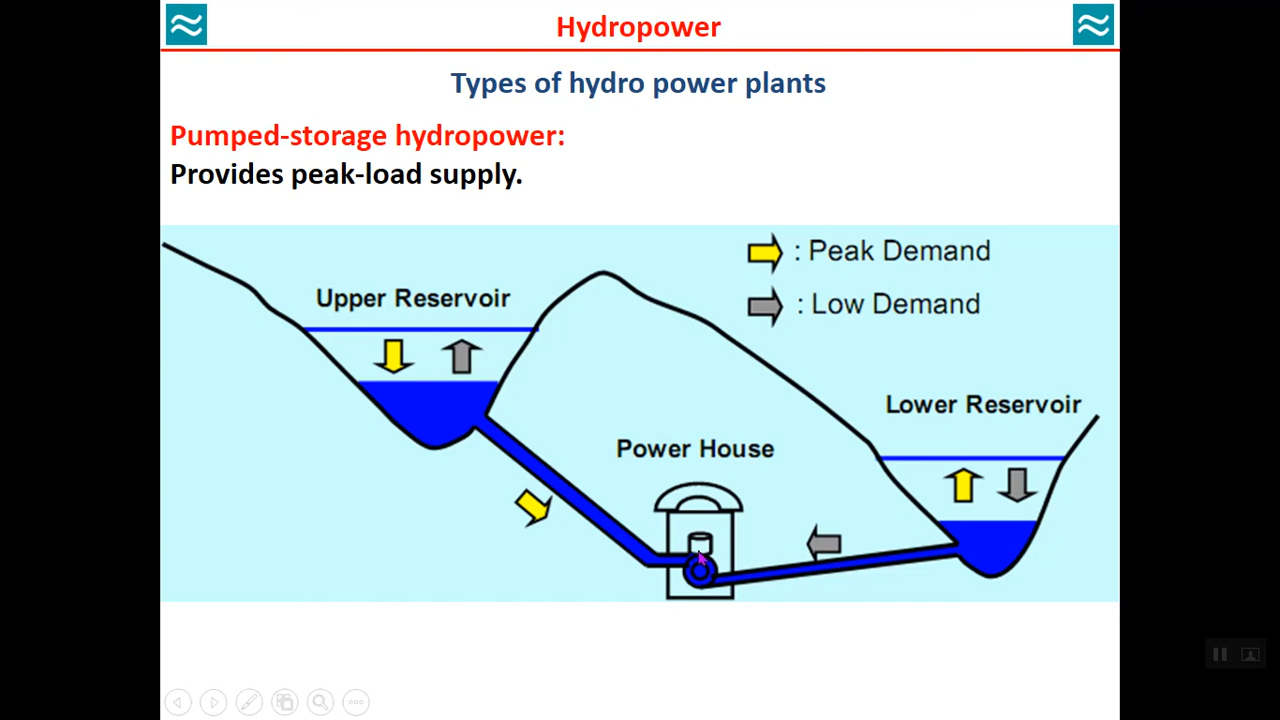 Hydropower
Types of hydro power plants
Pumped-storage hydropower:
Provides peak-load supply.
: Peak Demand
: Low Demand
Upper Reservoir
Lower Reservoir
Power House